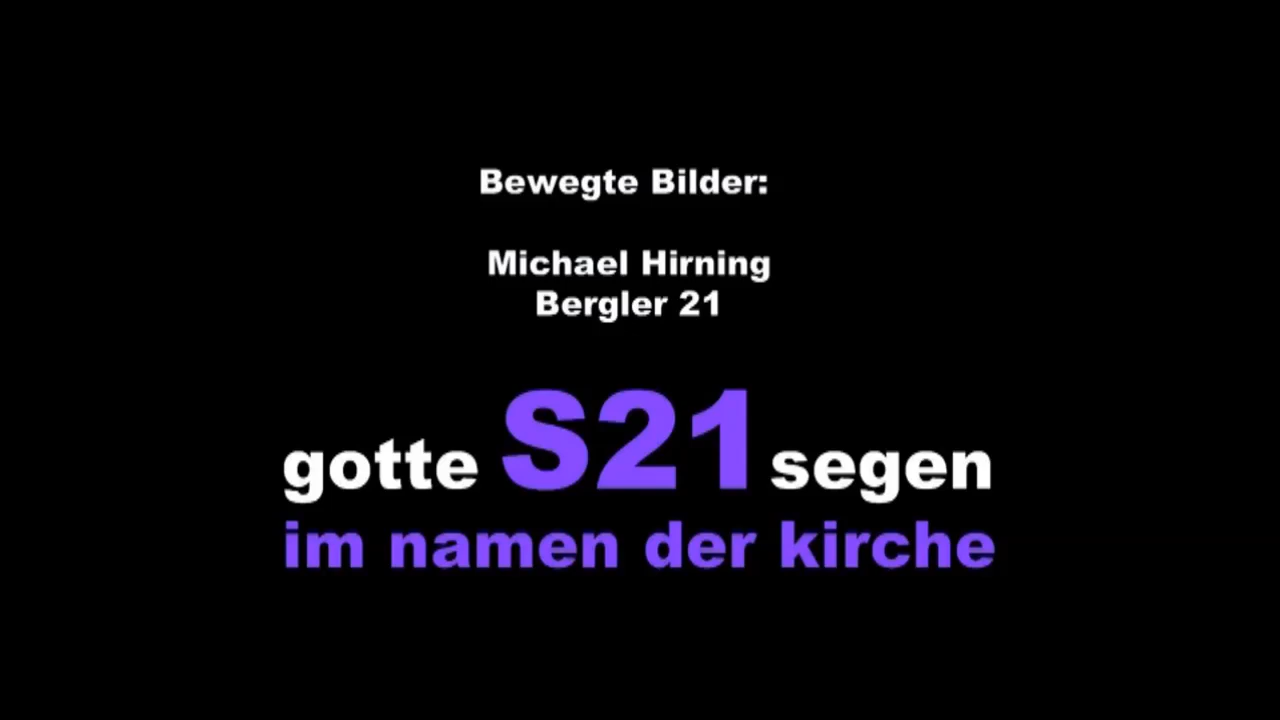 Bewegte Bilder:
Michael Hirning
Bergler 21
gotte S21 segen
im namen der kirche